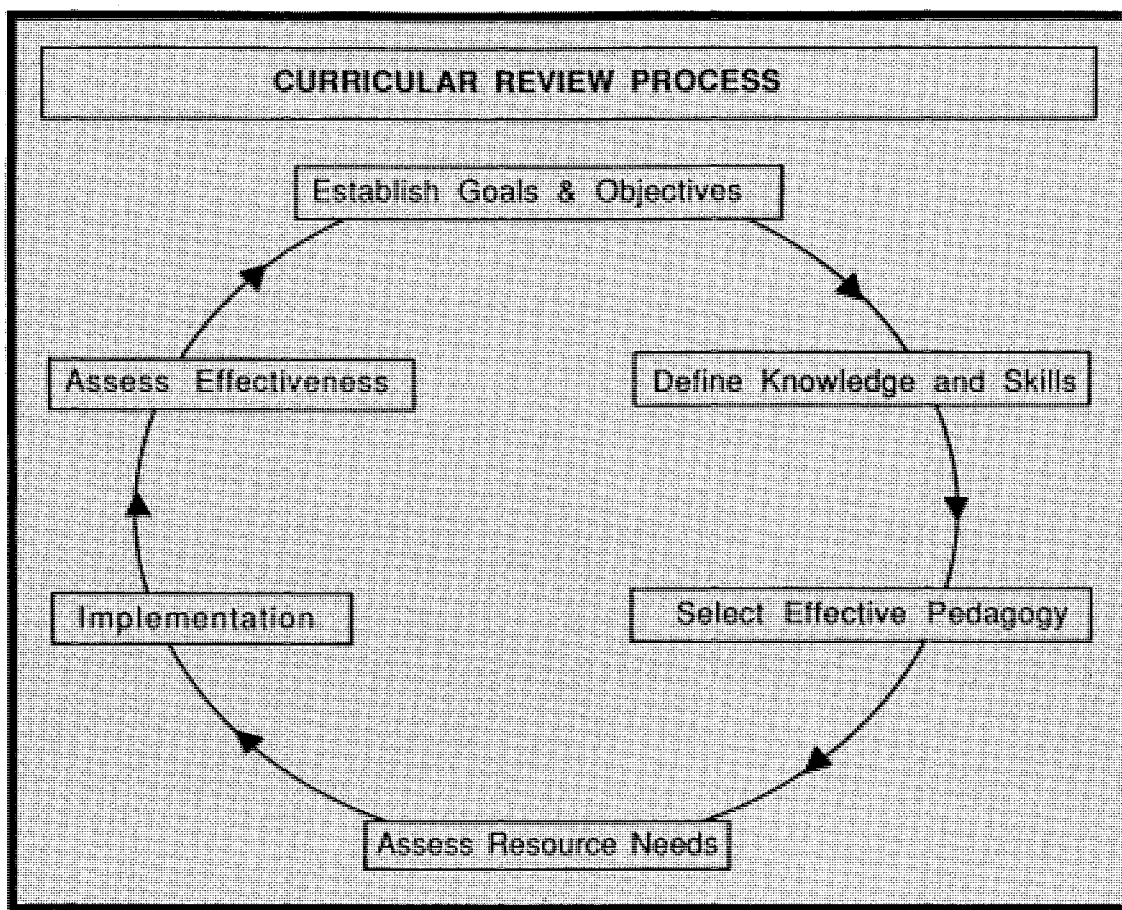 CURRICULAR REVIEW PROCESS
Establish Goals & Objectives
Assess Effectiveness
Define Knowledge and Skills
Implementation
Select Effective Pedagogy
Assess Resource Needs